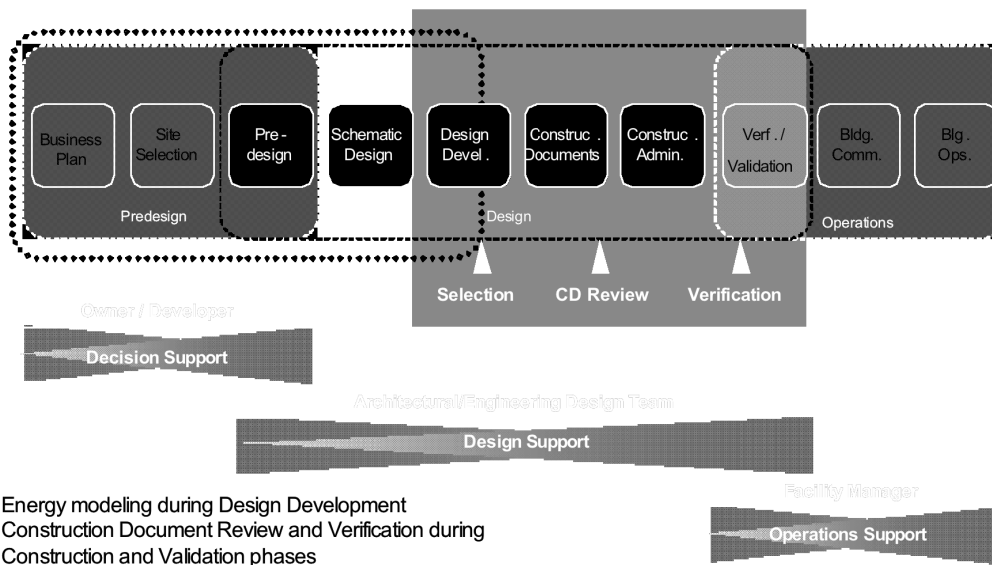 Business
Plan
Site
Selection
Pre -
design
Schematic
Design
Design
Devel .
Construc .
Documents
Construc .
Admin.
Verf . /
Validation
Bldg.
Comm.
Blg .
Ops.
Predesign
Design
Operations
Selection
CD Review
Verification
Owner / Developer
Decision Support
Architectural/Engineering Design Team
Design Support
Facility Manager
Operations Support
Energy modeling during Design Development
Construction Document Review and Verification during
Construction and Validation phases